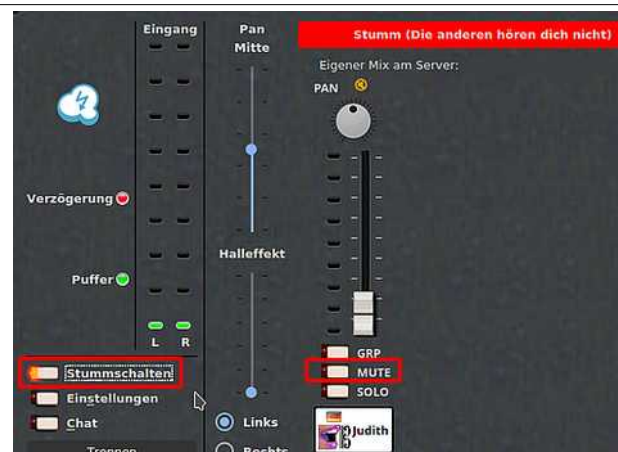 Eingang
Pan
Mitte
Stumm (Die anderen hören dich nicht)
Eigener Mix am Server:
PAN
Verzögerung
Halleffekt
Puffer
L R
GRP
MUTE
SOLO
Stummschalten
Einstellungen
Chat
Links
Judith
Rechts
Trennen